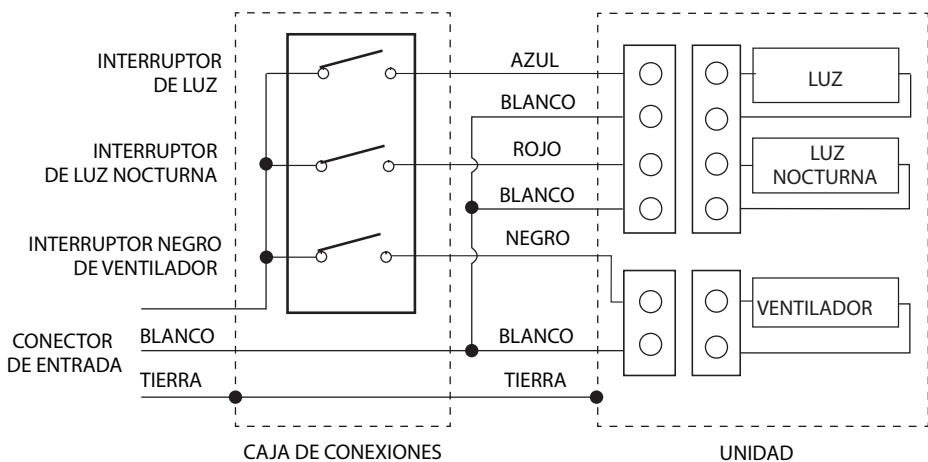 INTERRUPTOR
DE LUZ
AZUL
LUZ
BLANCO
INTERRUPTOR
DE LUZ NOCTURNA
ROJO
LUZ
NOCTURNA
BLANCO
INTERRUPTOR NEGRO
DE VENTILADOR
NEGRO
VENTILADOR
CONECTOR
DE ENTRADA
BLANCO
BLANCO
TIERRA
TIERRA
CAJA DE CONEXIONES
UNIDAD